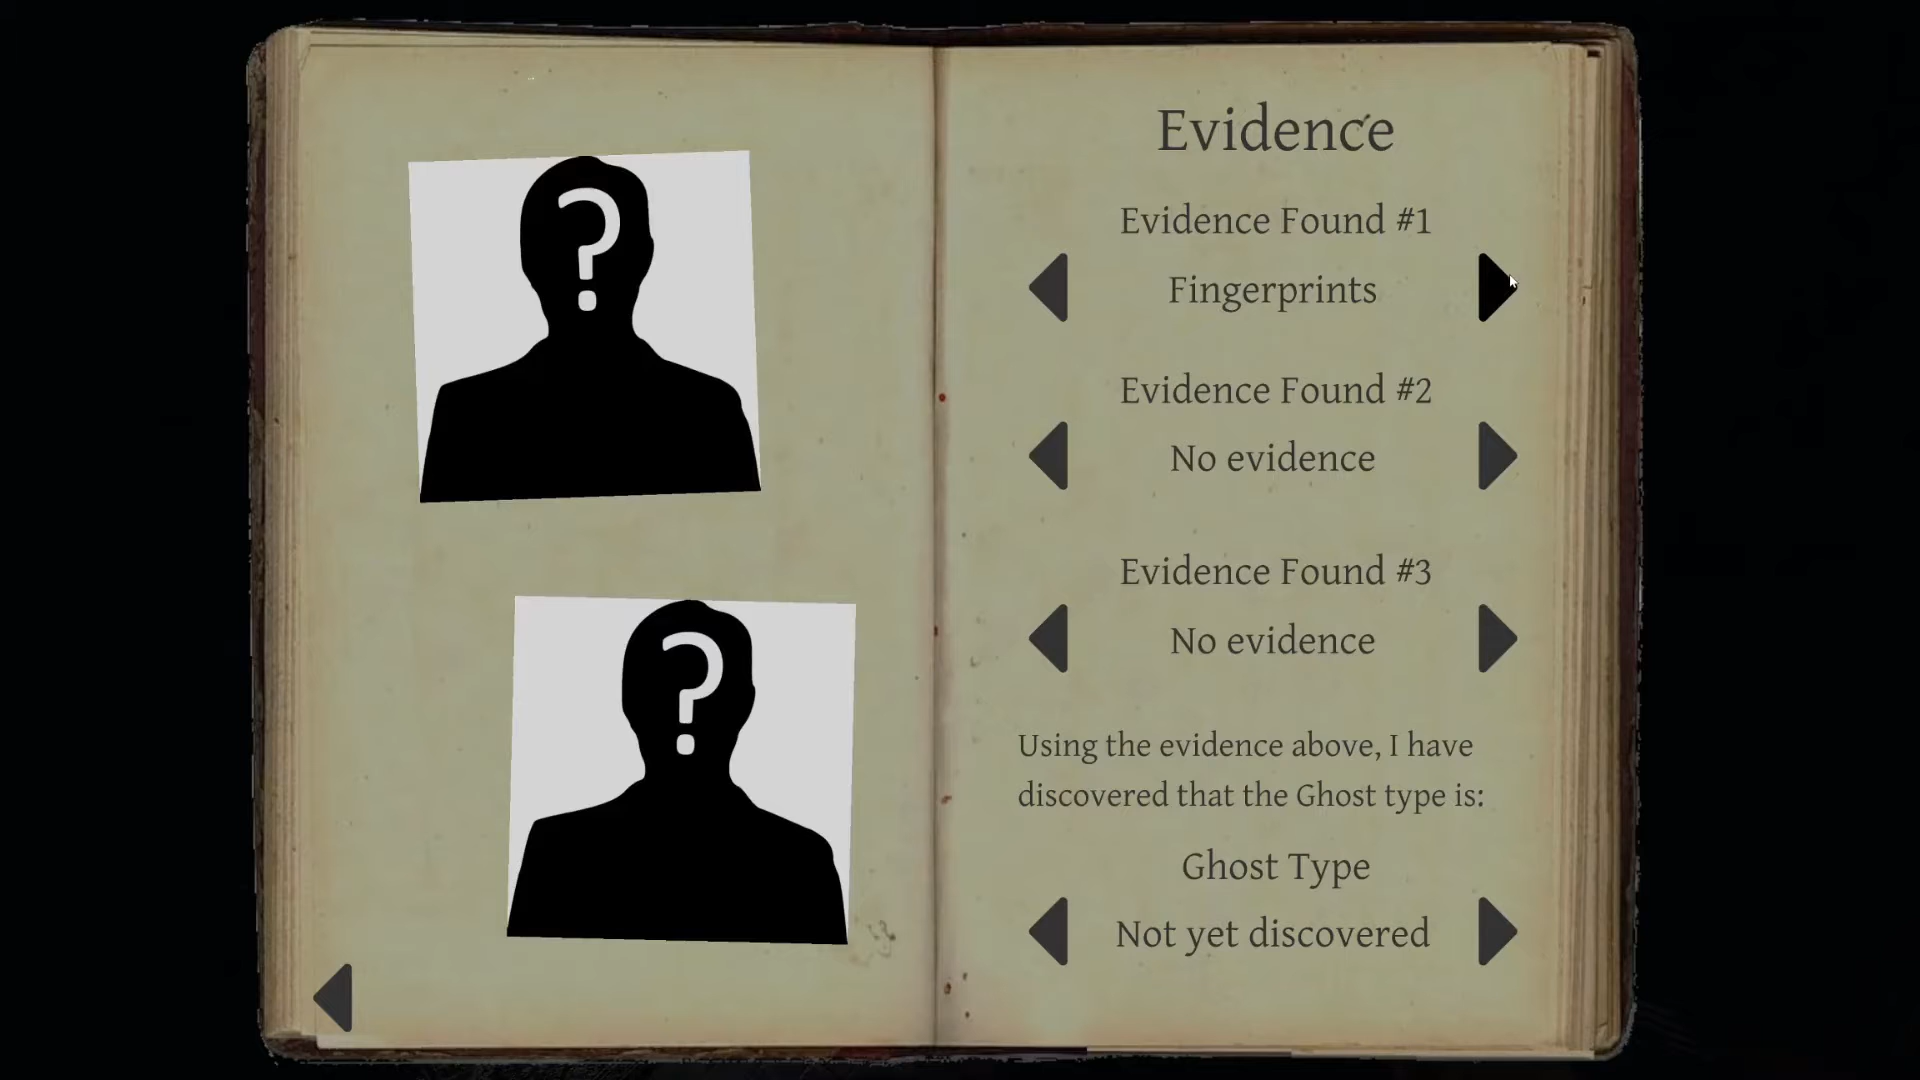 ?
?
Evidence
Evidence Found #1
Fingerprints
Evidence Found #2
No evidence
Evidence Found #3
No evidence
Using the evidence above, I have
discovered that the Ghost type is:
Ghost Type
Not yet discovered